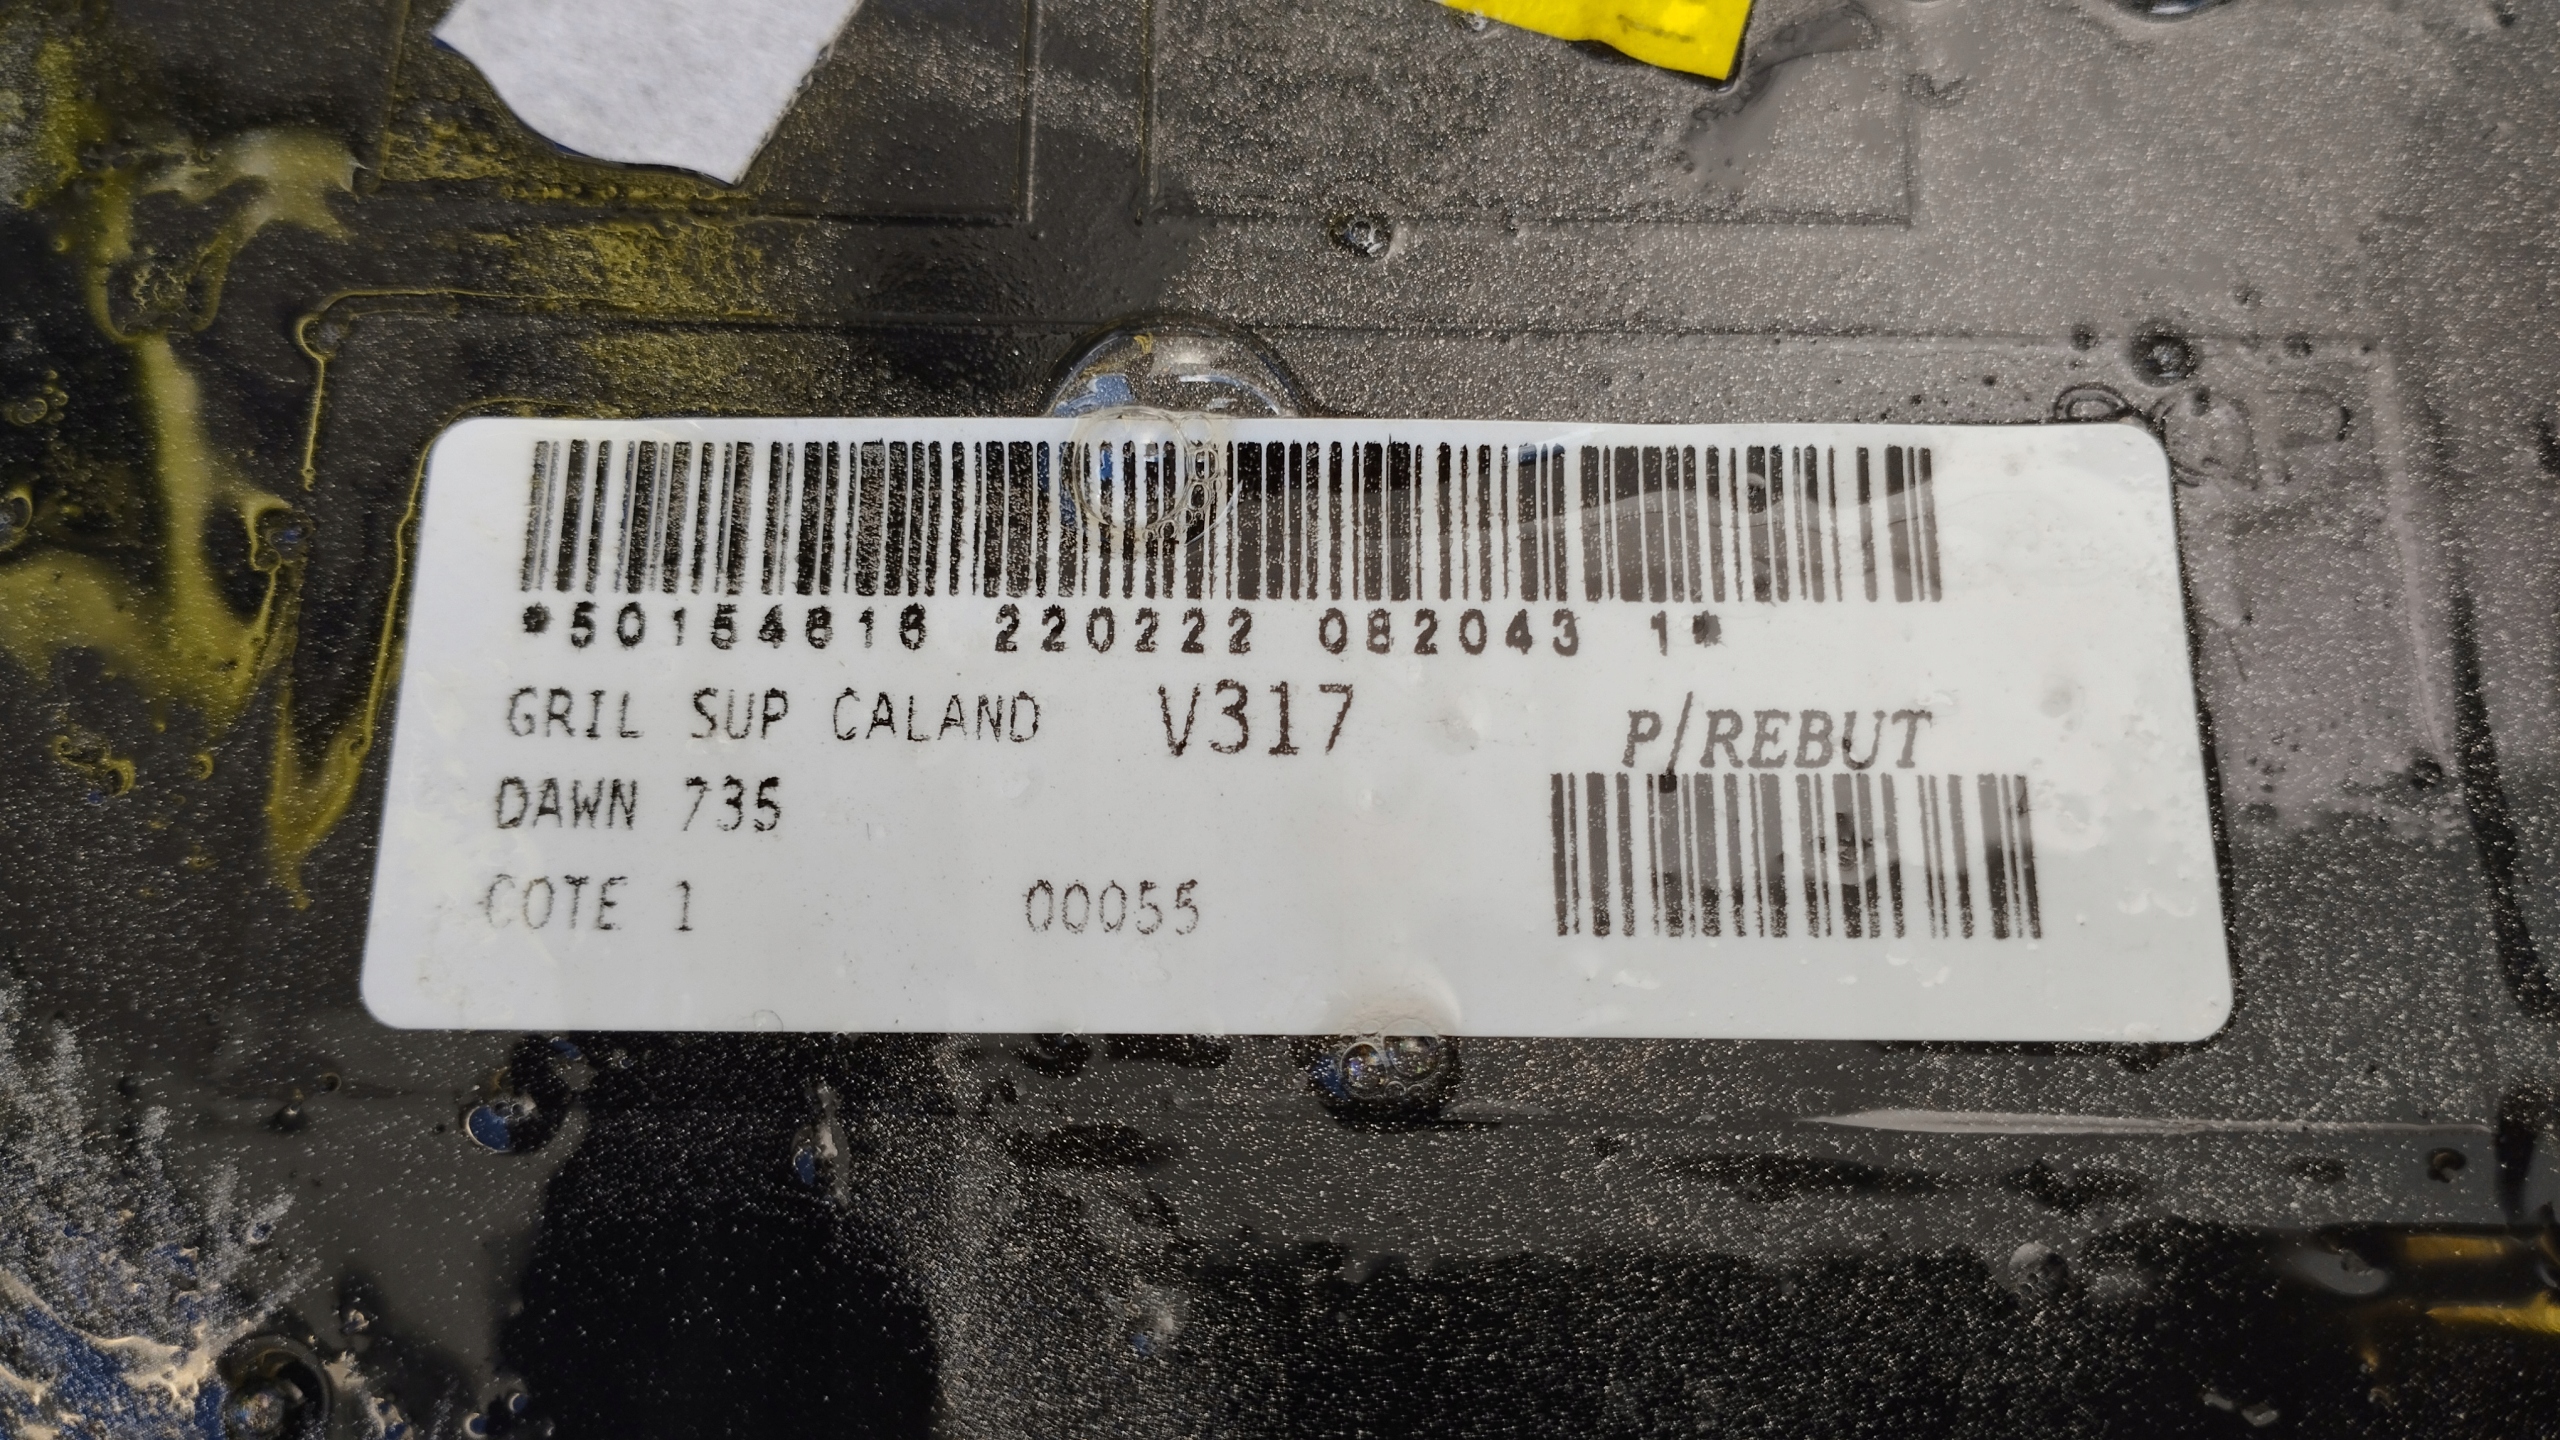 *50154816 220222 082043 1*
GRIL SUP CALAND V317 P/REBUT
DAWN 735
COTE 1 00055